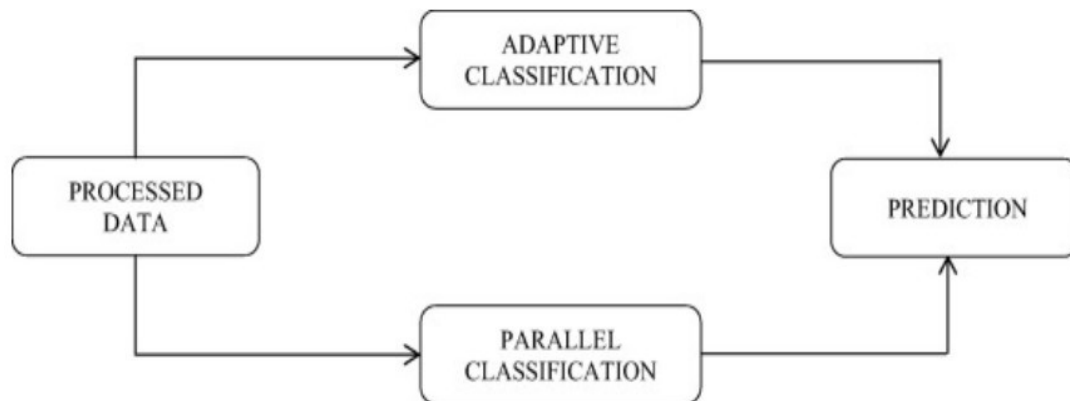 ADAPTIVE
CLASSIFICATION
PROCESSED
DATA
PREDICTION
PARALLEL
CLASSIFICATION